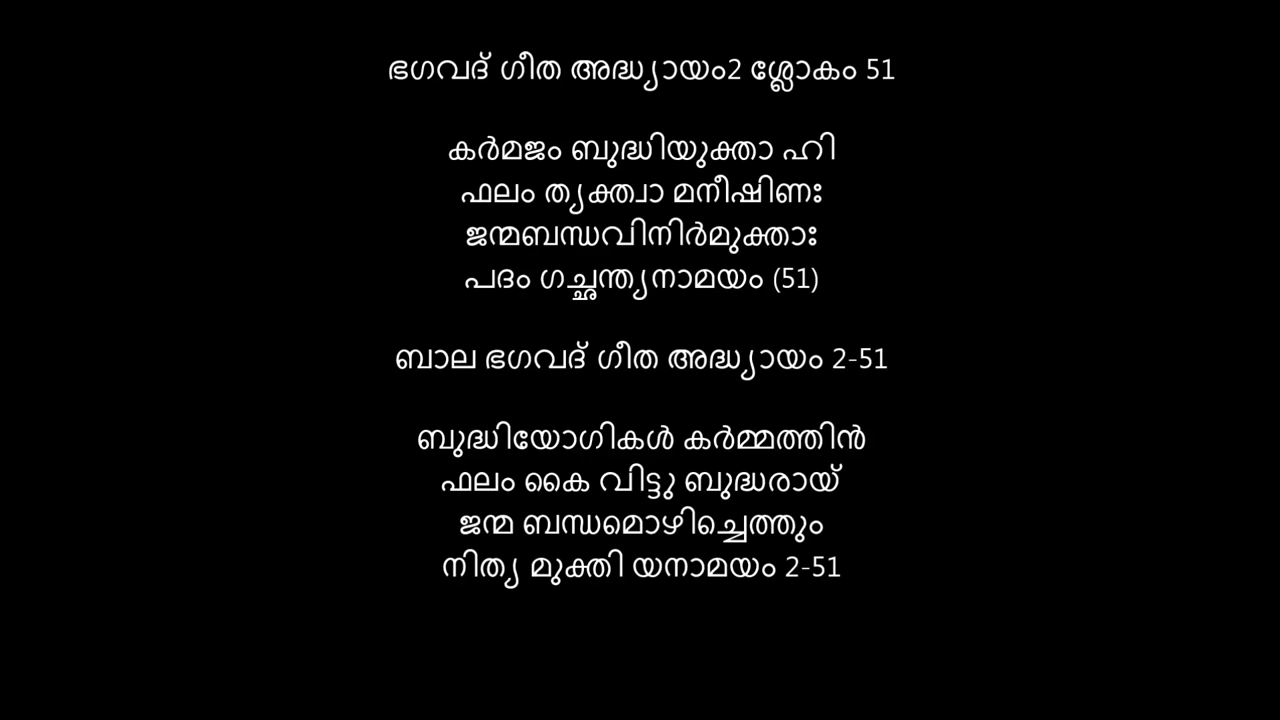 ഭഗവദ് ഗീത അദ്ധ്യായം2 ശ്ലോകം 51
കർമജം ബുദ്ധിയുക്താ ഹി
ഫലം ത്യക്ത്വാ മനീഷിണഃ
ജന്മബന്ധവിനിർമുക്താഃ
പദം ഗച്ഛന്ത്യനാമയം (51)
ബാല ഭഗവദ് ഗീത അദ്ധ്യായം 2-51
ബുദ്ധിയോഗികൾ കർമ്മത്തിൻ
ഫലം കൈ വിട്ടു ബുദ്ധരായ്
ജന്മ ബന്ധമൊഴിച്ചെത്തും
നിത്യ മുക്തി യനാമയം 2-51